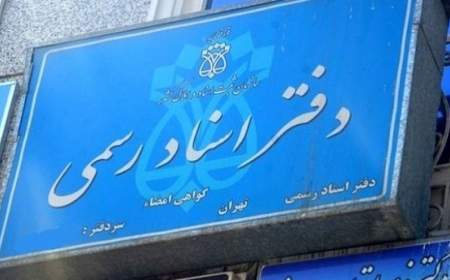 سازمان ثبت اسناد و املاک کشور
دفتر اسناد رسمی
گواهی امضاء
دفتر اسناد رسمی تهران سردفتر: